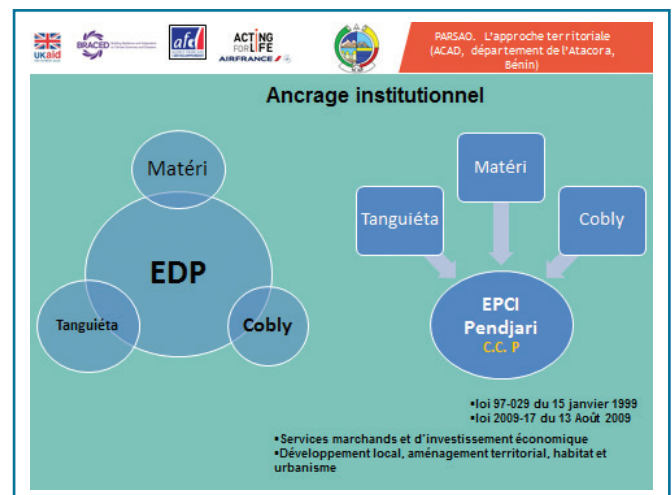 UKaid
BRACED
afd
ACTING
FOR LIFE
AIRFRANCE
PARSAO. L'approche territoriale
(ACAD, département de l'Atacora,
Bénin)
Ancrage institutionnel
Matéri
EDP
Tanguiéta
Cobly
Matéri
Tanguiéta
Cobly
EPCI
Pendjari
C.C. P
▪loi 97-029 du 15 janvier 1999
▪loi 2009-17 du 13 Août 2009
▪Services marchands et d'investissement économique
▪Développement local, aménagement territorial, habitat et
urbanisme